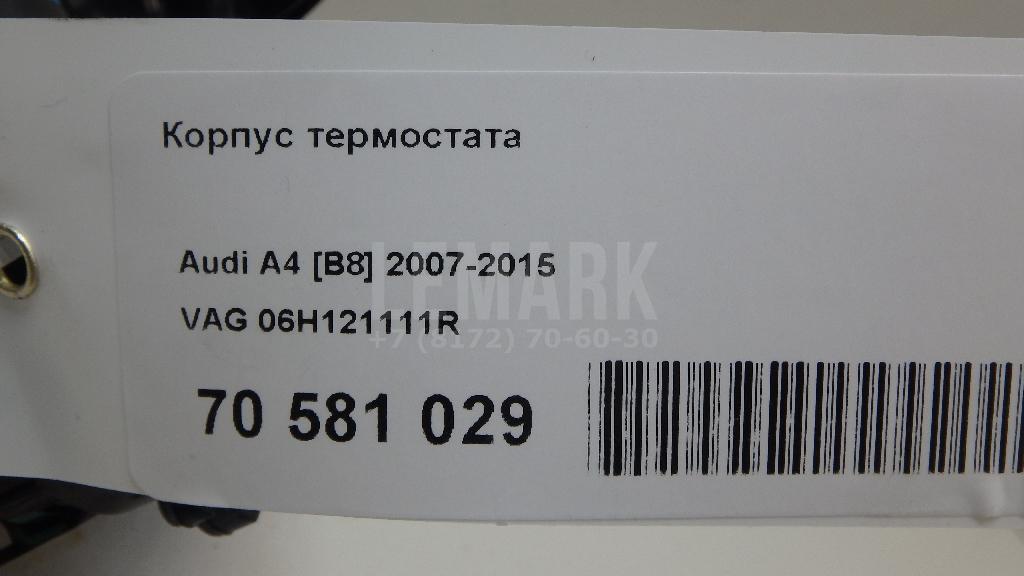 Корпус термостата
Audi A4 [B8] 2007-2015
LEMARK
VAG 06H121111R
+7 (8172) 70-60-30
70 581 029